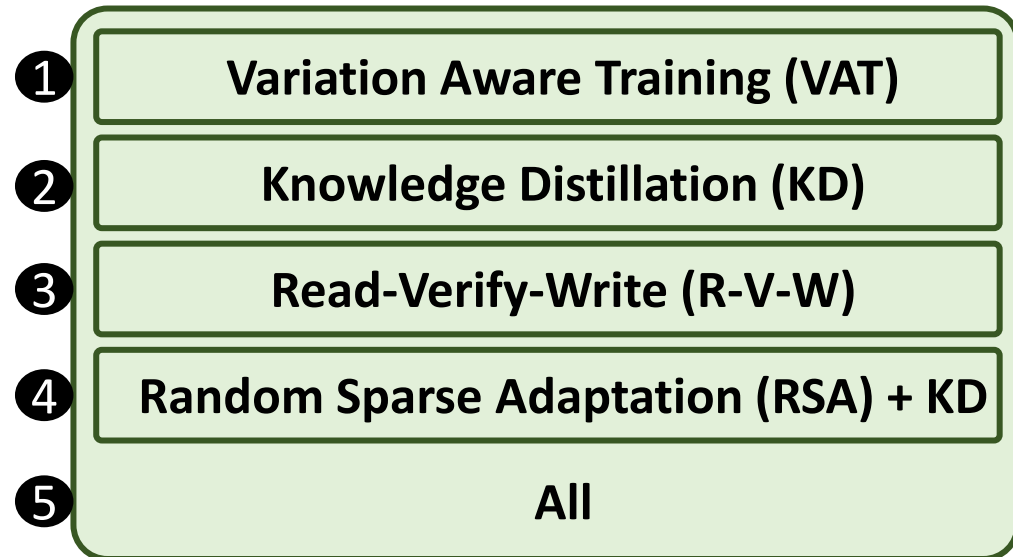 1 Variation Aware Training (VAT)
2 Knowledge Distillation (KD)
3 Read-Verify-Write (R-V-W)
4 Random Sparse Adaptation (RSA) + KD
5 All